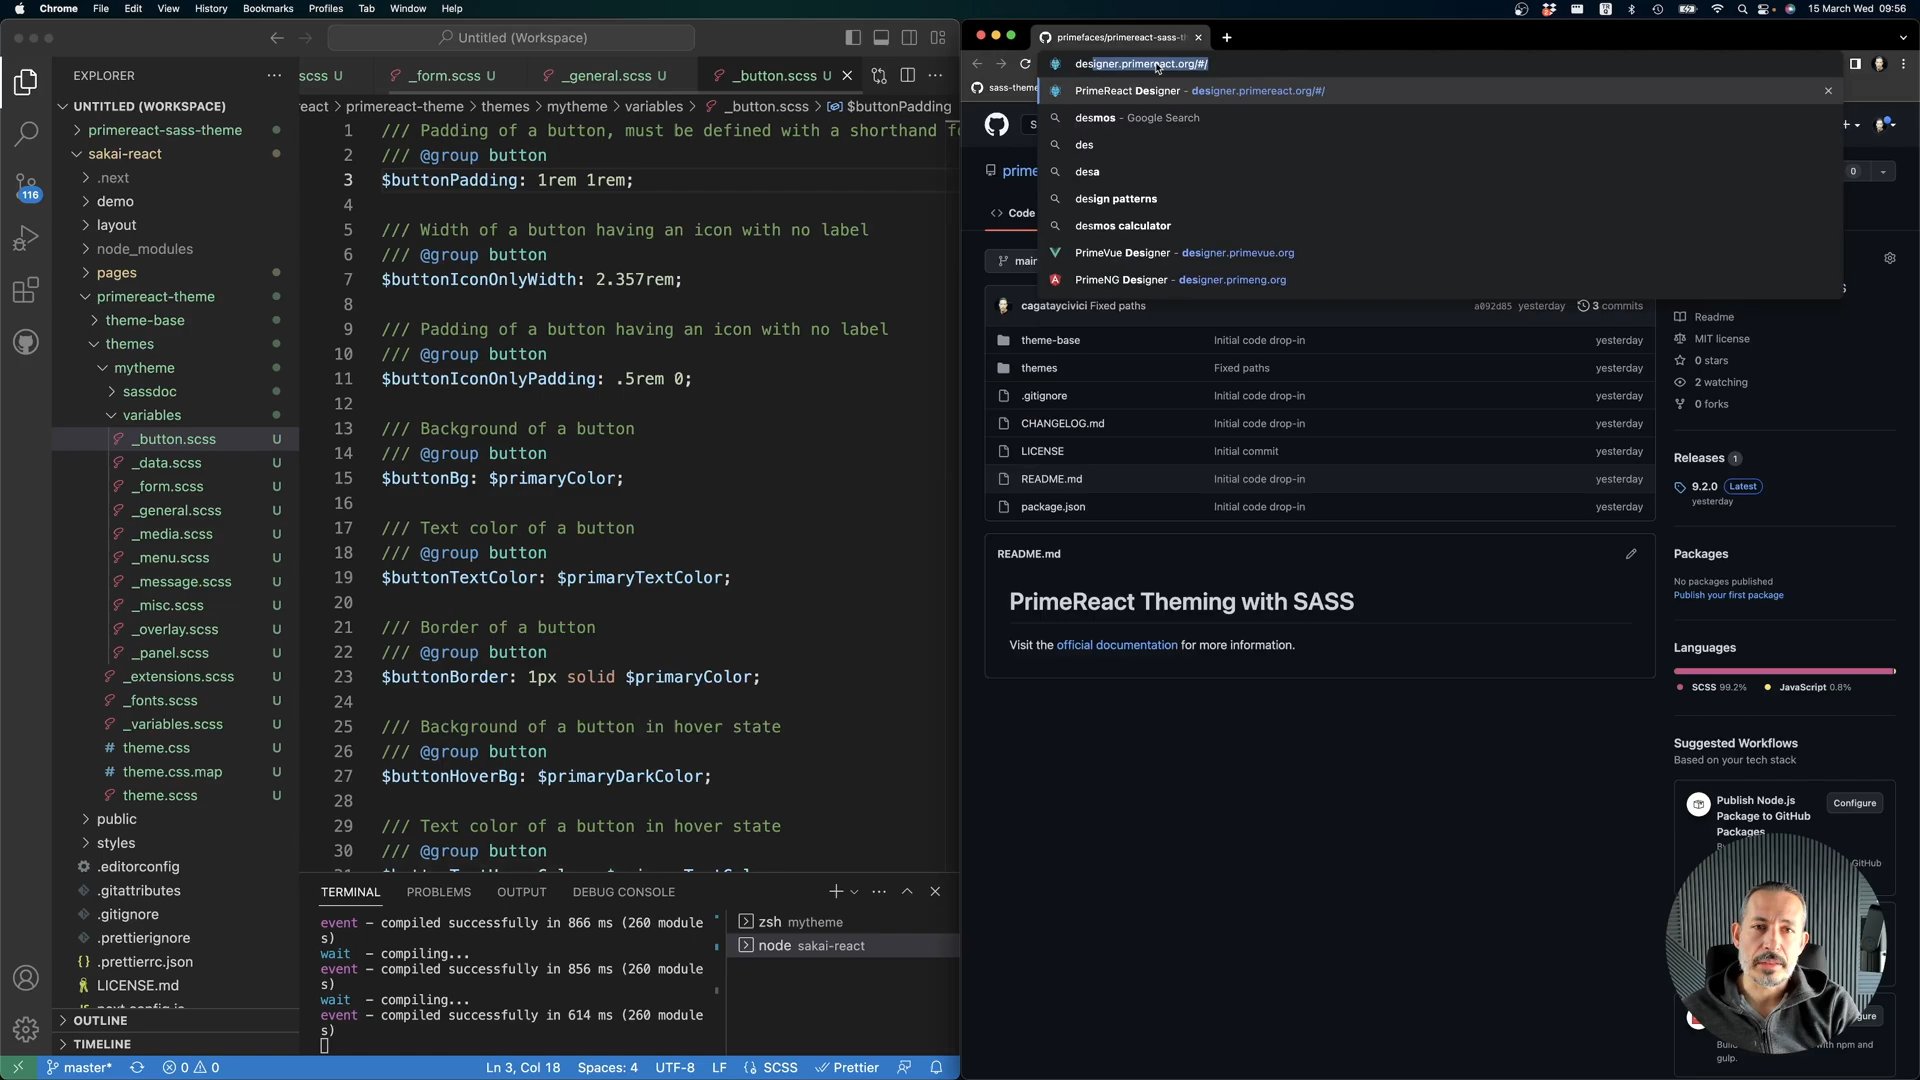 Chrome File Edit View History Bookmarks Profiles Tab Window Help
15 March Wed 09:56
Untitled (Workspace)
EXPLORER
UNTITLED (WORKSPACE)
primereact-sass-theme
sakai-react
.next
demo
layout
node_modules
pages
primereact-theme
theme-base
themes
mytheme
sassdoc
variables
_button.scss U
_data.scss U
_form.scss U
_general.scss U
_media.scss U
_menu.scss U
_message.scss U
_misc.scss U
_overlay.scss U
_panel.scss U
_extensions.scss U
_fonts.scss U
_variables.scss U
# theme.css U
# theme.css.map U
theme.scss U
public
styles
.editorconfig
.gitattributes
.gitignore
.prettierignore
{} .prettierrc.json
LICENSE.md
OUTLINE
TIMELINE
116
scss U _form.scss U _general.scss U _button.scss U
react > primereact-theme > themes > mytheme > variables > _button.scss > $buttonPadding
1 /// Padding of a button, must be defined with a shorthand
2 /// @group button
3 $buttonPadding: 1rem 1rem;
4
5 /// Width of a button having an icon with no label
6 /// @group button
7 $buttonIconOnlyWidth: 2.357rem;
8
9 /// Padding of a button having an icon with no label
10 /// @group button
11 $buttonIconOnlyPadding: .5rem 0;
12
13 /// Background of a button
14 /// @group button
15 $buttonBg: $primaryColor;
16
17 /// Text color of a button
18 /// @group button
19 $buttonTextColor: $primaryTextColor;
20
21 /// Border of a button
22 /// @group button
23 $buttonBorder: 1px solid $primaryColor;
24
25 /// Background of a button in hover state
26 /// @group button
27 $buttonHoverBg: $primaryDarkColor;
28
29 /// Text color of a button in hover state
30 /// @group button
TERMINAL PROBLEMS OUTPUT DEBUG CONSOLE
event - compiled successfully in 866 ms (260 module
s)
wait - compiling...
event - compiled successfully in 856 ms (260 module
s)
wait - compiling...
event - compiled successfully in 614 ms (260 module
s)
zsh mytheme
node sakai-react
master* 0 0 Ln 3, Col 18 Spaces: 4 UTF-8 LF {} SCSS Prettier
primefaces/primereact-sass-th
designer.primereact.org/#/
sass-theme
PrimeReact Designer - designer.primereact.org/#/
desmos - Google Search
des
desa
design patterns
desmos calculator
PrimeVue Designer - designer.primevue.org
PrimeNG Designer - designer.primeng.org
prime
0
<> Code
main
cagataycivici Fixed paths a092d85 yesterday 3 commits
theme-base Initial code drop-in yesterday
themes Fixed paths yesterday
.gitignore Initial code drop-in yesterday
CHANGELOG.md Initial code drop-in yesterday
LICENSE Initial commit yesterday
README.md Initial code drop-in yesterday
package.json Initial code drop-in yesterday
README.md
PrimeReact Theming with SASS
Visit the official documentation for more information.
Readme
MIT license
0 stars
2 watching
0 forks
Releases 1
9.2.0 Latest
yesterday
Packages
No packages published
Publish your first package
Languages
SCSS 99.2% JavaScript 0.8%
Suggested Workflows
Based on your tech stack
Publish Node.js
Package to GitHub
Packages
Configure
GitHub
gure
with npm and
gulp.